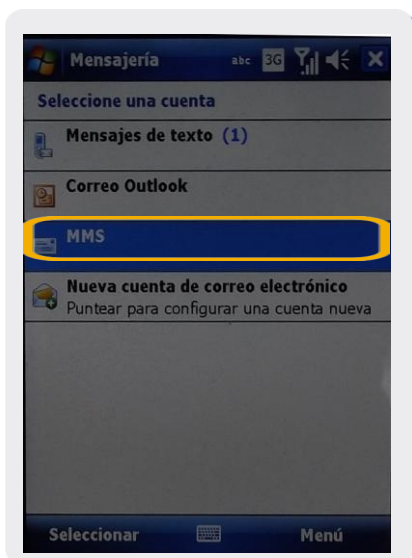 Mensajería abc 3G
Seleccione una cuenta
Mensajes de texto (1)
Correo Outlook
MMS
Nueva cuenta de correo electrónico
Puntear para configurar una cuenta nueva
Seleccionar Menú